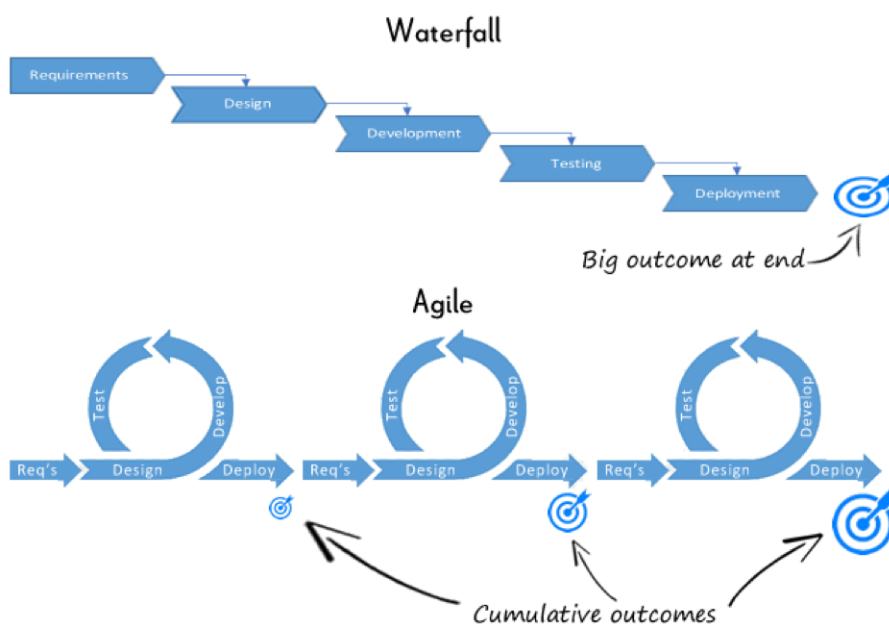 Waterfall
Requirements
Design
Development
Testing
Deployment
Big outcome at end
Agile
Test
Develop
Req's
Design
Deploy
Test
Develop
Req's
Design
Deploy
Test
Develop
Req's
Design
Deploy
Cumulative outcomes